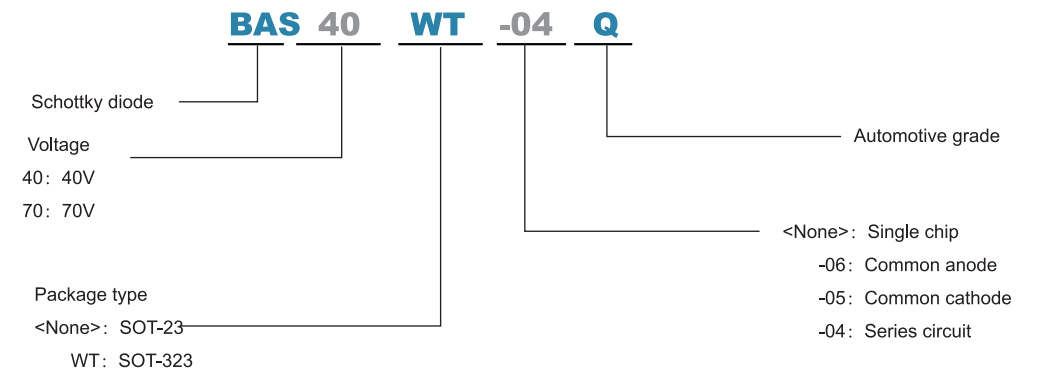 BAS 40 WT -04 Q
Schottky diode
Voltage
40: 40V
70: 70V
Package type
<None>: SOT-23
WT: SOT-323
Automotive grade
<None>: Single chip
-06: Common anode
-05: Common cathode
-04: Series circuit